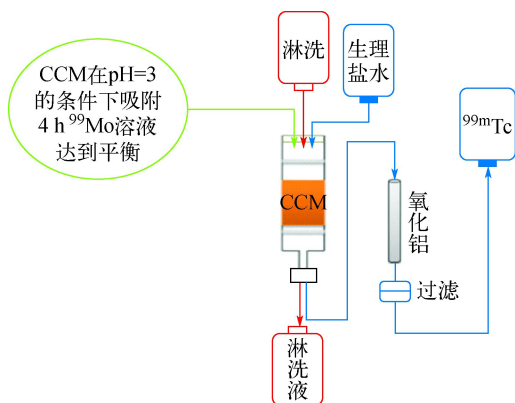 CCM在pH=3
的条件下吸附
4 h ⁹⁹Mo溶液
达到平衡
淋洗
生理
盐水
⁹⁹ᵐTc
CCM
氧化铝
过滤
淋洗液